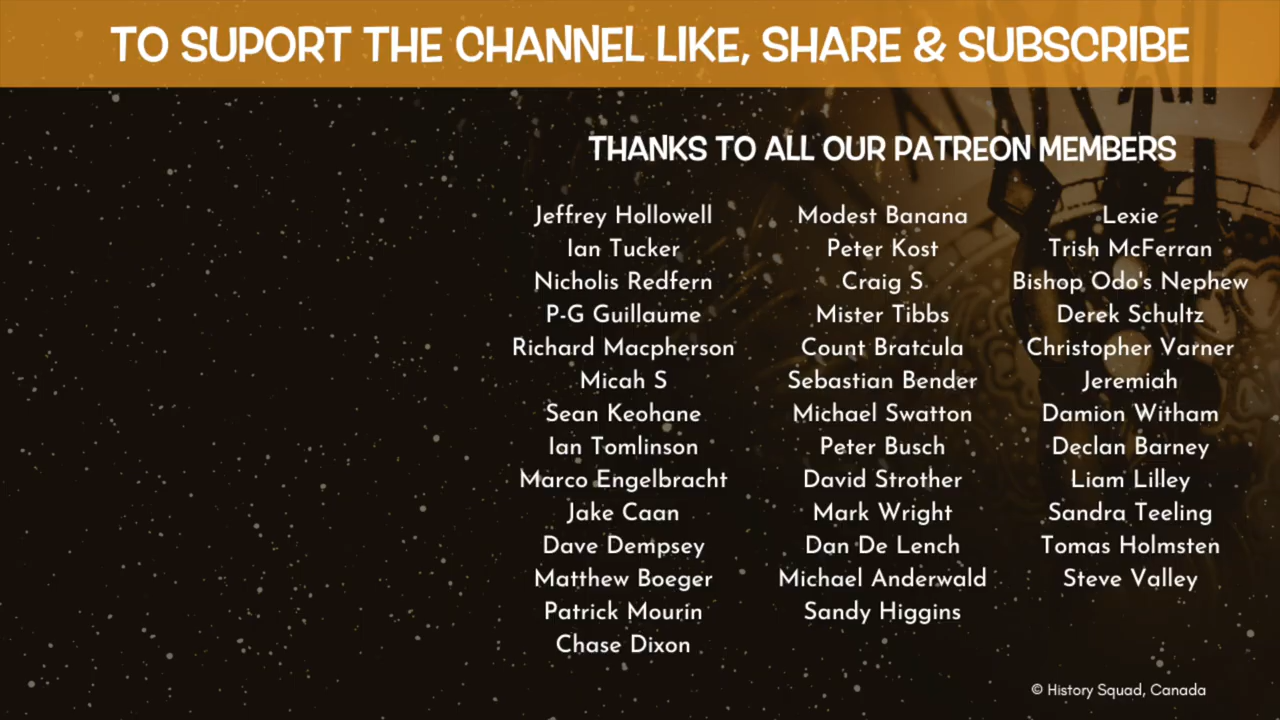 TO SUPORT THE CHANNEL LIKE, SHARE & SUBSCRIBE
THANKS TO ALL OUR PATREON MEMBERS
Jeffrey Hollowell
Ian Tucker
Nicholis Redfern
P-G Guillaume
Richard Macpherson
Micah S
Sean Keohane
Ian Tomlinson
Marco Engelbracht
Jake Caan
Dave Dempsey
Matthew Boeger
Patrick Mourin
Chase Dixon
Modest Banana
Peter Kost
Craig S
Mister Tibbs
Count Bratcula
Sebastian Bender
Michael Swatton
Peter Busch
David Strother
Mark Wright
Dan De Lench
Michael Anderwald
Sandy Higgins
Lexie
Trish McFerran
Bishop Odo's Nephew
Derek Schultz
Christopher Varner
Jeremiah
Damion Witham
Declan Barney
Liam Lilley
Sandra Teeling
Tomas Holmsten
Steve Valley
© History Squad, Canada